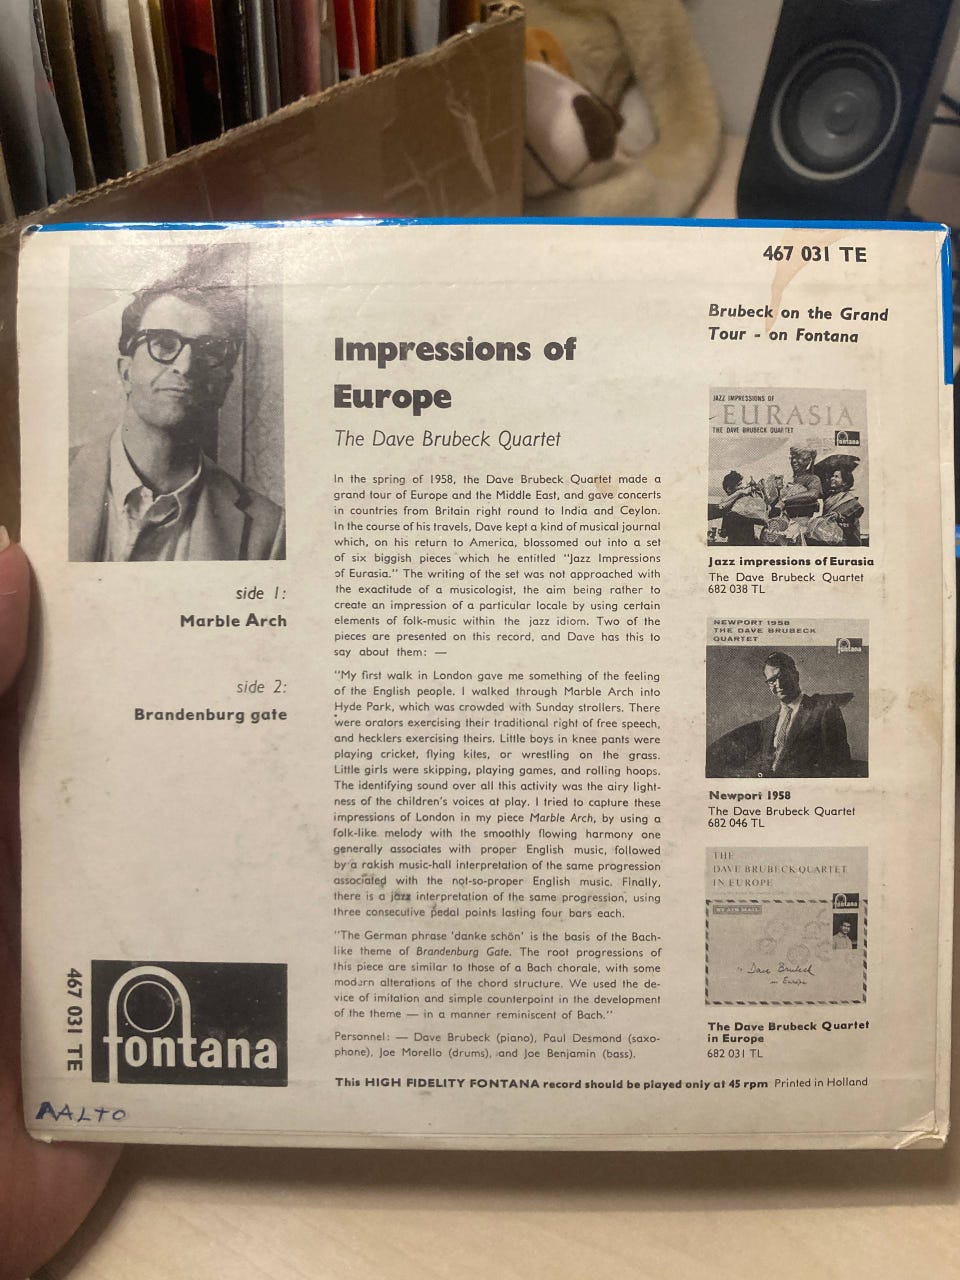 467 031 TE
Brubeck on the Grand
Tour - on Fontana
Impressions of
Europe
The Dave Brubeck Quartet
In the spring of 1958, the Dave Brubeck Quartet made a
grand tour of Europe and the Middle East, and gave concerts
in countries from Britain right round to India and Ceylon.
In the course of his travels, Dave kept a kind of musical journal
which, on his return to America, blossomed out into a set
of six biggish pieces which he entitled "Jazz Impressions
of Eurasia." The writing of the set was not approached with
the exactitude of a musicologist, the aim being rather to
create an impression of a particular locale by using certain
elements of folk-music within the jazz idiom. Two of the
pieces are presented on this record, and Dave has this to
say about them: —
"My first walk in London gave me something of the feeling
of the English people. I walked through Marble Arch into
Hyde Park, which was crowded with Sunday strollers. There
were orators exercising their traditional right of free speech,
and hecklers exercising theirs. Little boys in knee pants were
playing cricket, flying kites, or wrestling on the grass.
Little girls were skipping, playing games, and rolling hoops.
The identifying sound over all this activity was the airy light-
ness of the children's voices at play. I tried to capture these
impressions of London in my piece Marble Arch, by using a
folk-like melody with the smoothly flowing harmony one
generally associates with proper English music, followed
by a rakish music-hall interpretation of the same progression
associated with the not-so-proper English music. Finally,
there is a jazz interpretation of the same progression, using
three consecutive pedal points lasting four bars each.
"The German phrase 'danke schön' is the basis of the Bach-
like theme of Brandenburg Gate. The root progressions of
this piece are similar to those of a Bach chorale, with some
modern alterations of the chord structure. We used the de-
vice of imitation and simple counterpoint in the development
of the theme — in a manner reminiscent of Bach."
Personnel: — Dave Brubeck (piano), Paul Desmond (saxo-
phone), Joe Morello (drums), and Joe Benjamin (bass).
This HIGH FIDELITY FONTANA record should be played only at 45 rpm Printed in Holland
side 1:
Marble Arch
side 2:
Brandenburg gate
467 031 TE
fontana
AALTO
JAZZ IMPRESSIONS OF
EURASIA
THE DAVE BRUBECK QUARTET
fontana
Jazz impressions of Eurasia
The Dave Brubeck Quartet
682 038 TL
NEWPORT 1958
THE DAVE BRUBECK
QUARTET
fontana
Newport 1958
The Dave Brubeck Quartet
682 046 TL
THE
DAVE BRUBECK QUARTET
IN EUROPE
fontana
BY AIR MAIL
Dave Brubeck
in Europe
The Dave Brubeck Quartet
in Europe
682 031 TL